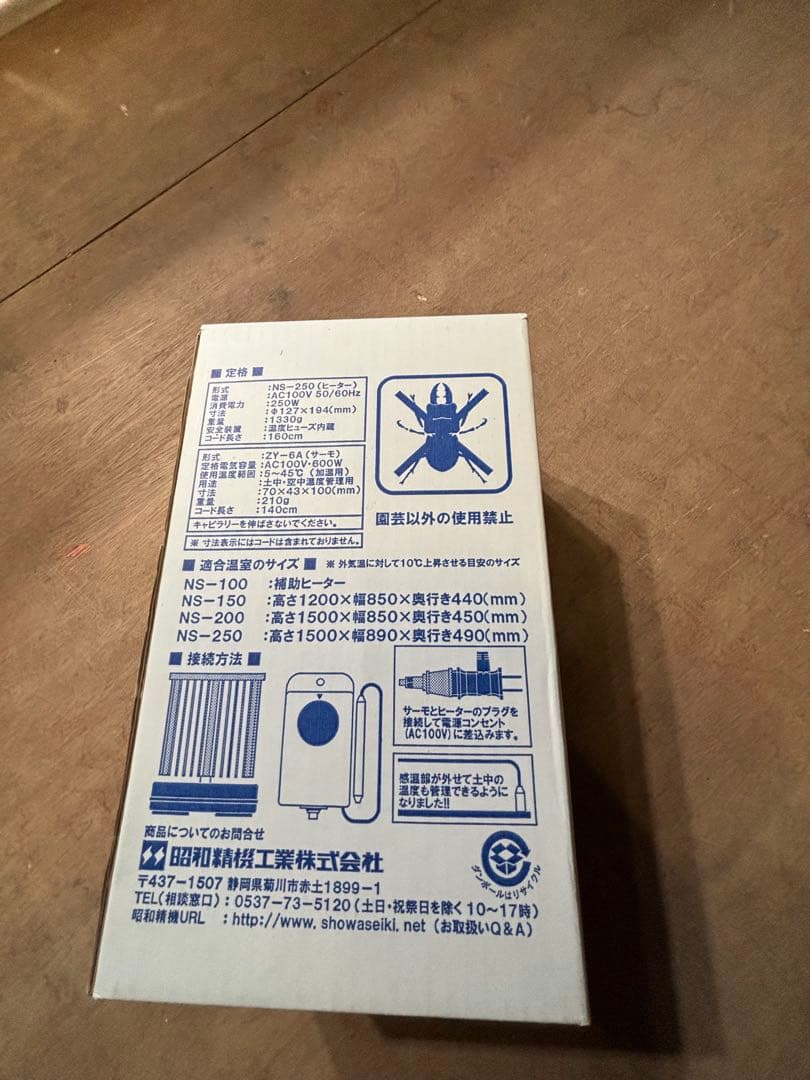 ■ 定格 ■
形式 :NS-250(ヒーター)
電源 :AC100V 50/60Hz
消費電力 :250W
寸法 :Φ127×194(mm)
重量 :1330g
安全装置 :温度ヒューズ内蔵
コード長さ :160cm
形式 :ZY-6A(サーモ)
定格電気容量:AC100V・600W
使用温度範囲:5〜45℃(加温用)
用途 :土中・空中温度管理用
寸法 :70×43×100(mm)
重量 :210g
コード長さ :140cm
キャピラリーを伸ばさないでください。
※ 寸法表示にはコードは含まれておりません。
園芸以外の使用禁止
■ 適合温室のサイズ ■ ※ 外気温に対して10℃上昇させる目安のサイズ
NS-100 :補助ヒーター
NS-150 :高さ1200×幅850×奥行き440(mm)
NS-200 :高さ1500×幅850×奥行き450(mm)
NS-250 :高さ1500×幅890×奥行き490(mm)
■ 接続方法 ■
サーモとヒーターのプラグを
接続して電源コンセント
(AC100V)に差込みます。
感温部が外せて土中の
温度も管理できるように
なりました!!
商品についてのお問合せ
昭和精機工業株式会社
〒437-1507 静岡県菊川市赤土1899-1
TEL(相談窓口):0537-73-5120(土日・祝祭日を除く10〜17時)
昭和精機URL :http://www.showaseiki.net(お取扱いQ&A)
ダンボールはリサイクル